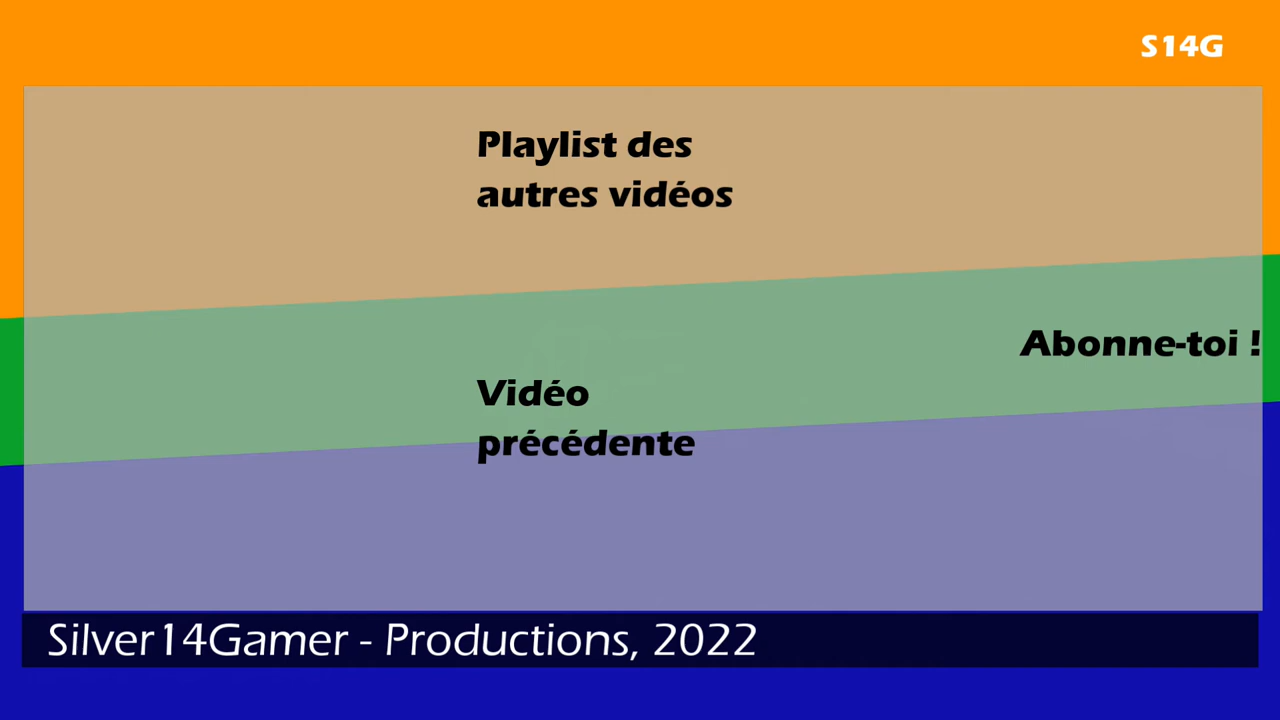 S14G
Playlist des
autres vidéos
Abonne-toi !
Vidéo
précédente
Silver14Gamer - Productions, 2022